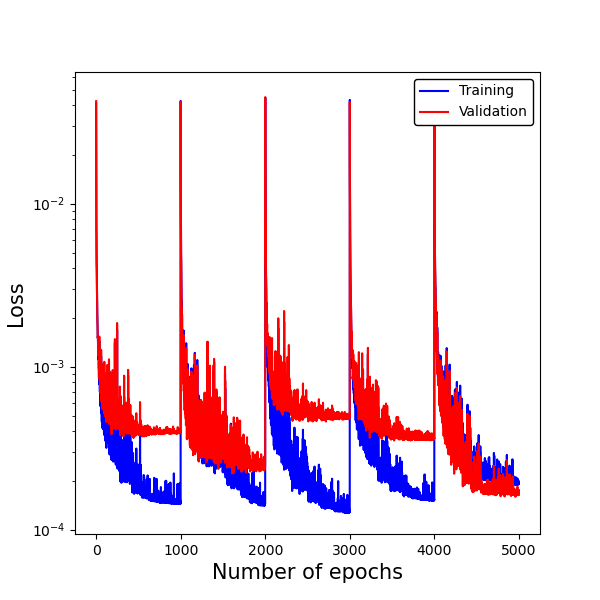 Training
Validation
Loss
10^{-2}
10^{-3}
10^{-4}
0 1000 2000 3000 4000 5000
Number of epochs